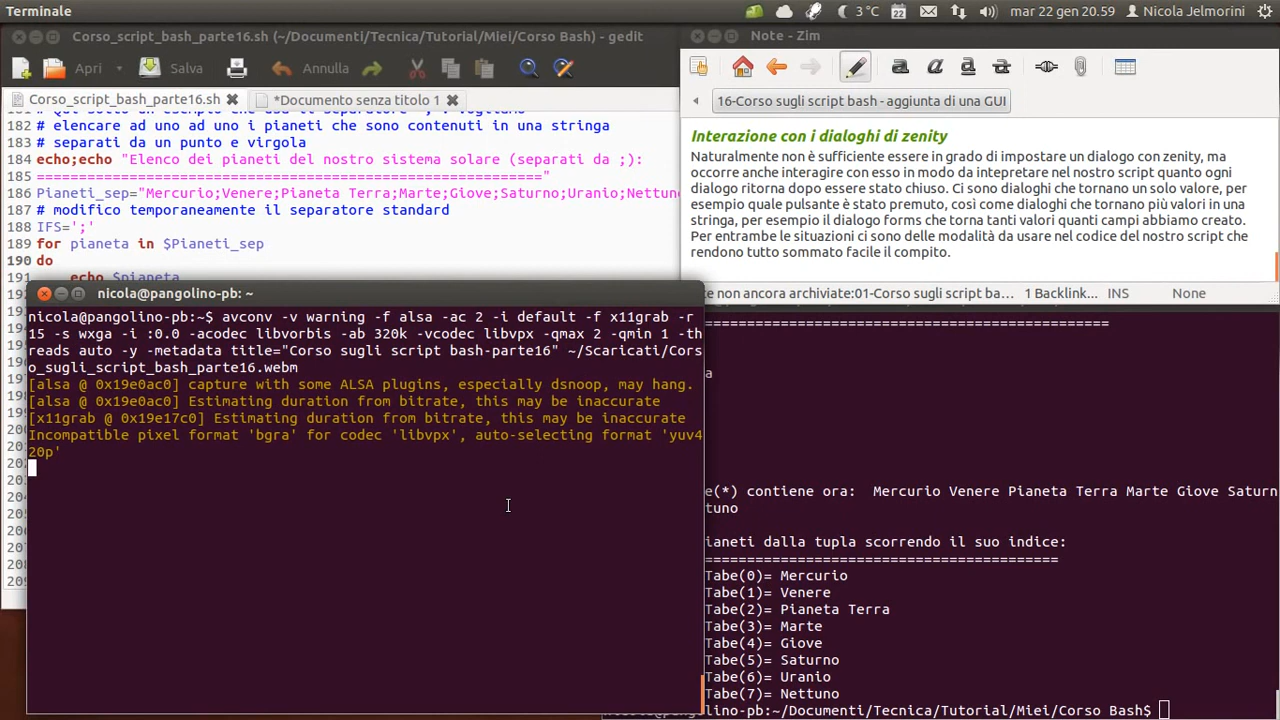 Terminale
3 °C
22
mar 22 gen 20.59
Nicola Jelmorini
Corso_script_bash_parte16.sh (~/Documenti/Tecnica/Tutorial/Miei/Corso Bash) - gedit
Apri
Salva
Annulla
Corso_script_bash_parte16.sh
*Documento senza titolo 1
182 # elencare ad uno ad uno i pianeti che sono contenuti in una stringa
183 # separati da un punto e virgola
184 echo;echo "Elenco dei pianeti del nostro sistema solare (separati da ;):
185 =========================================================="
186 Pianeti_sep="Mercurio;Venere;Pianeta Terra;Marte;Giove;Saturno;Uranio;Nettuno
187 # modifico temporaneamente il separatore standard
188 IFS=';'
189 for pianeta in $Pianeti_sep
190 do
191 echo $pianeta
Note - Zim
16-Corso sugli script bash - aggiunta di una GUI
Interazione con i dialoghi di zenity
Naturalmente non è sufficiente essere in grado di impostare un dialogo con zenity, ma
occorre anche interagire con esso in modo da intepretare nel nostro script quanto ogni
dialogo ritorna dopo essere stato chiuso. Ci sono dialoghi che tornano un solo valore, per
esempio quale pulsante è stato premuto, così come dialoghi che tornano più valori in una
stringa, per esempio il dialogo forms che torna tanti valori quanti campi abbiamo creato.
Per entrambe le situazioni ci sono delle modalità da usare nel codice del nostro script che
rendono tutto sommato facile il compito.
te non ancora archiviate:01-Corso sugli script ba...
1 Backlink...
INS
None
nicola@pangolino-pb: ~
nicola@pangolino-pb:~$ avconv -v warning -f alsa -ac 2 -i default -f x11grab -r
15 -s wxga -i :0.0 -acodec libvorbis -ab 320k -vcodec libvpx -qmax 2 -qmin 1 -th
reads auto -y -metadata title="Corso sugli script bash-parte16" ~/Scaricati/Cors
o_sugli_script_bash_parte16.webm
[alsa @ 0x19e0ac0] capture with some ALSA plugins, especially dsnoop, may hang.
[alsa @ 0x19e0ac0] Estimating duration from bitrate, this may be inaccurate
[x11grab @ 0x19e17c0] Estimating duration from bitrate, this may be inaccurate
Incompatible pixel format 'bgra' for codec 'libvpx', auto-selecting format 'yuv4
20p'
================================================
a
e(*) contiene ora:  Mercurio Venere Pianeta Terra Marte Giove Saturn
tuno
ianeti dalla tupla scorrendo il suo indice:
==========================================
Tabe(0)= Mercurio
Tabe(1)= Venere
Tabe(2)= Pianeta Terra
Tabe(3)= Marte
Tabe(4)= Giove
Tabe(5)= Saturno
Tabe(6)= Uranio
Tabe(7)= Nettuno
lino-pb:~/Documenti/Tecnica/Tutorial/Miei/Corso Bash$